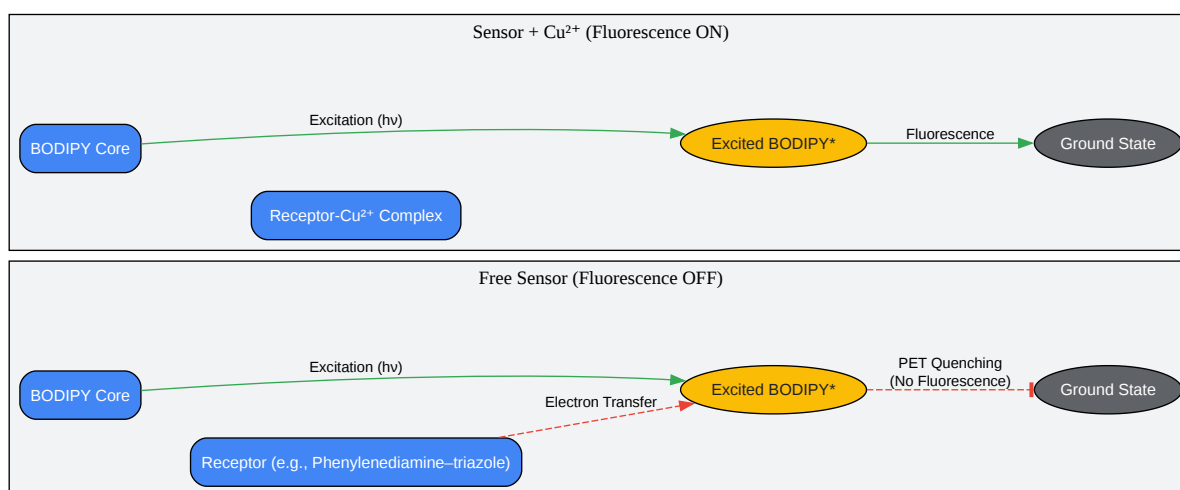 Sensor + Cu²⁺ (Fluorescence ON)
BODIPY Core
Excitation (hν)
Excited BODIPY*
Fluorescence
Ground State
Receptor-Cu²⁺ Complex
Free Sensor (Fluorescence OFF)
BODIPY Core
Excitation (hν)
Electron Transfer
Excited BODIPY*
PET Quenching
(No Fluorescence)
Ground State
Receptor (e.g., Phenylenediamine–triazole)